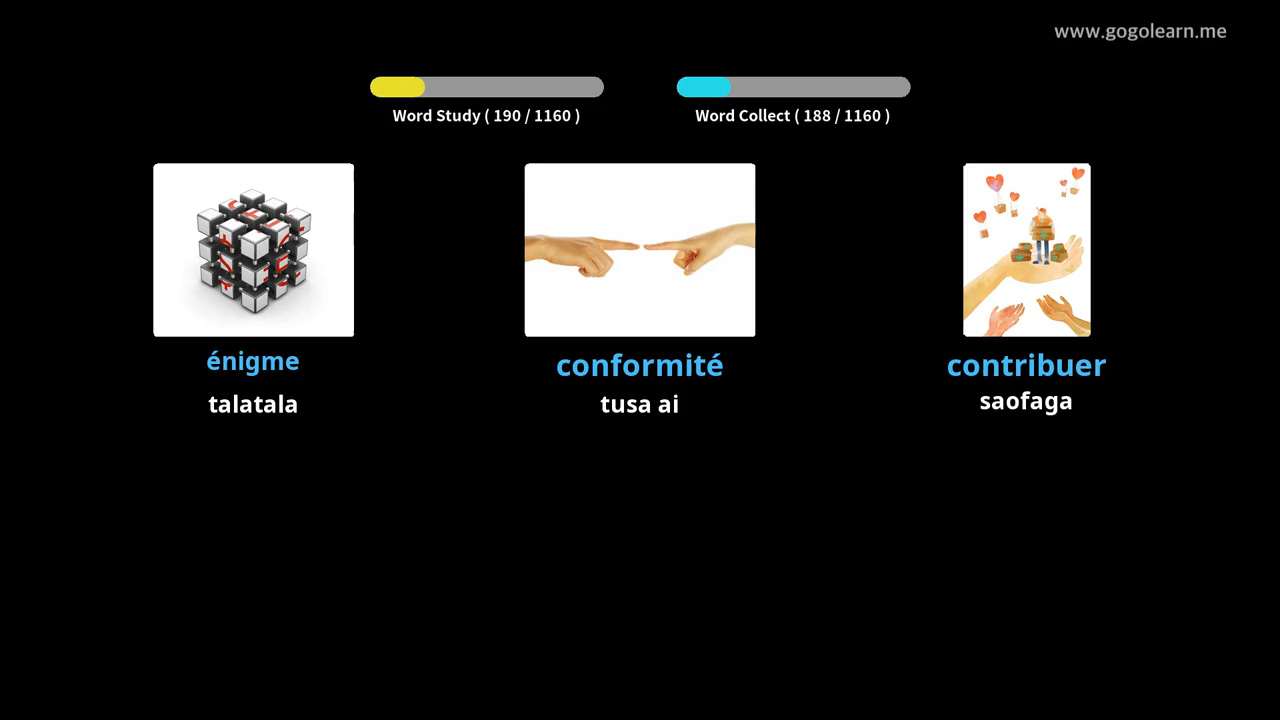 www.gogolearn.me
Word Study ( 190 / 1160 )
Word Collect ( 188 / 1160 )
énigme
talatala
conformité
tusa ai
contribuer
saofaga